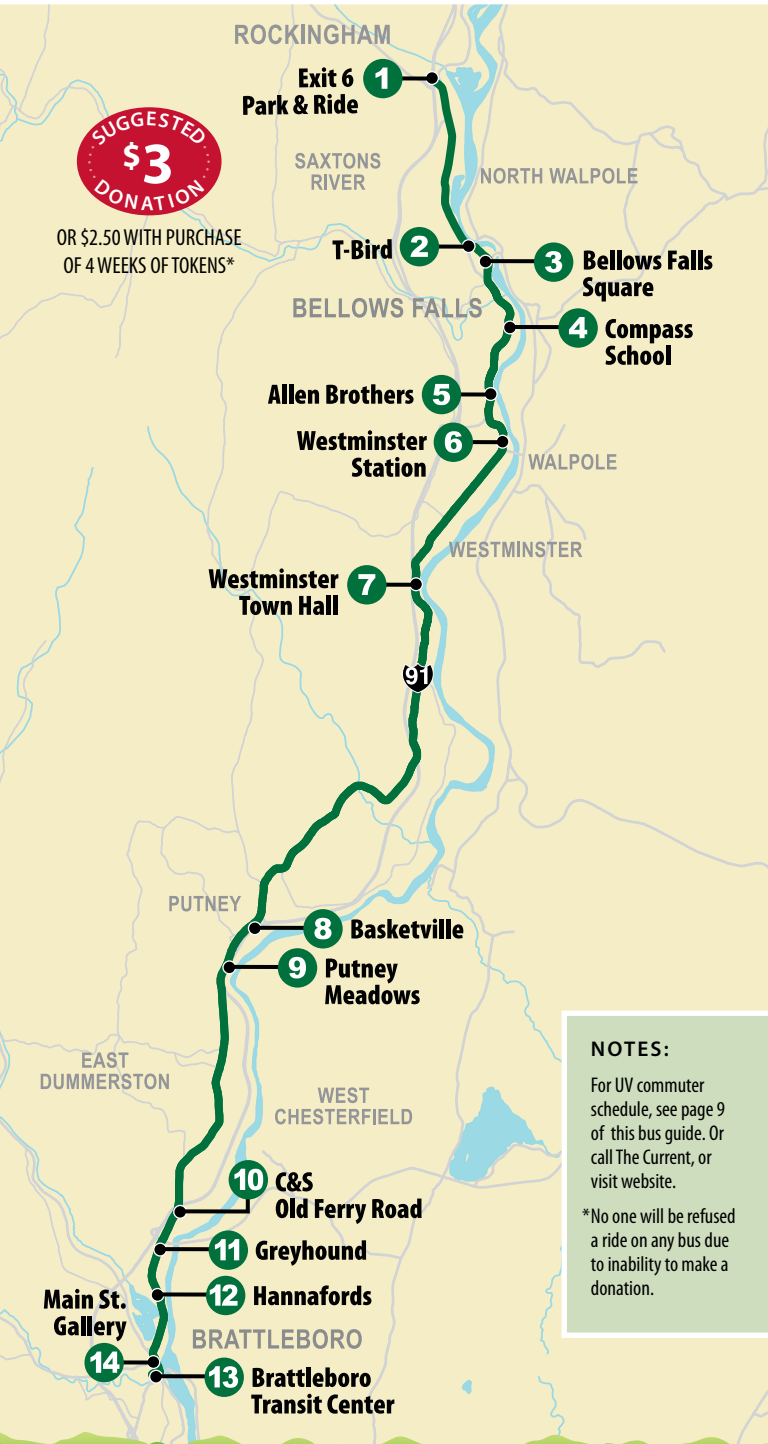 ROCKINGHAM
1
Exit 6
Park & Ride
SUGGESTED
$3
DONATION
OR $2.50 WITH PURCHASE
OF 4 WEEKS OF TOKENS*
SAXTONS
RIVER
NORTH WALPOLE
T-Bird
2
3
Bellows Falls
Square
BELLOWS FALLS
4
Compass
School
Allen Brothers
5
Westminster
Station
6
WALPOLE
WESTMINSTER
Westminster
Town Hall
7
91
PUTNEY
8
Basketville
9
Putney
Meadows
EAST
DUMMERSTON
WEST
CHESTERFIELD
NOTES:
For UV commuter
schedule, see page 9
of this bus guide. Or
call The Current, or
visit website.
*No one will be refused
a ride on any bus due
to inability to make a
donation.
10
C&S
Old Ferry Road
11
Greyhound
12
Hannafords
Main St.
Gallery
14
BRATTLEBORO
13
Brattleboro
Transit Center